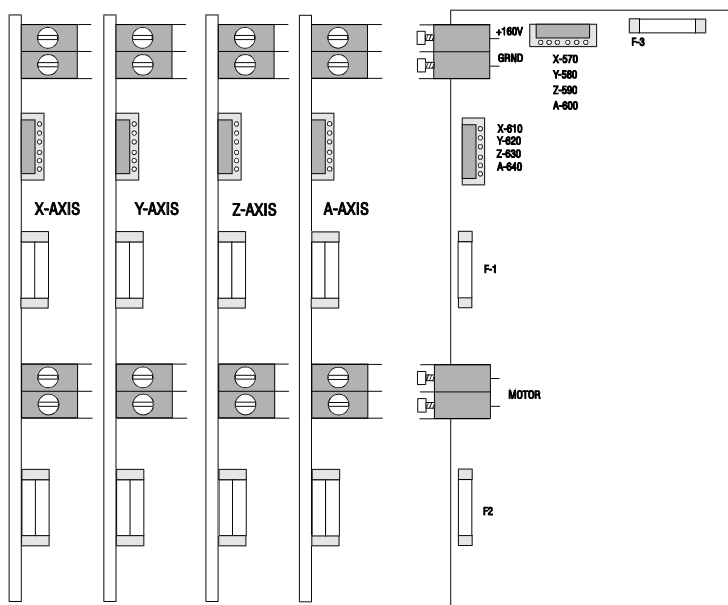 +160V
GRND
F-3
X-570
Y-580
Z-590
A-600
X-610
Y-620
Z-630
A-640
X-AXIS
Y-AXIS
Z-AXIS
A-AXIS
F-1
MOTOR
F2